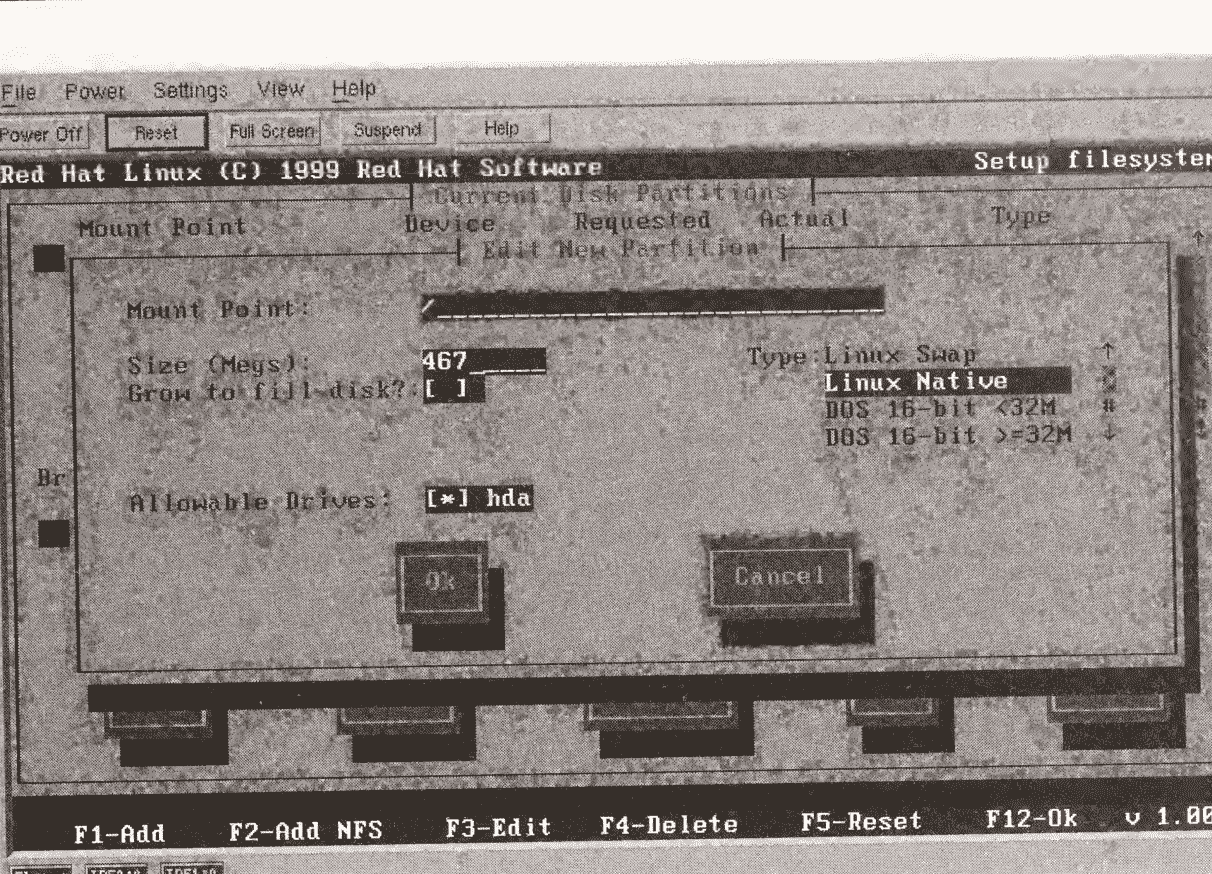 File Power Settings View Help
Power Off Reset Full Screen Suspend Help
Red Hat Linux (C) 1999 Red Hat Software Setup filesystem
Current Disk Partitions
Mount Point Device Requested Actual Type
Edit New Partition
Mount Point: /
Size (Megs): 467 Type: Linux Swap
Grow to fill disk?: [ ] Linux Native
DOS 16-bit <32M
DOS 16-bit >=32M
Dr
Allowable Drives: [*] hda
Ok Cancel
F1-Add F2-Add NFS F3-Edit F4-Delete F5-Reset F12-Ok v 1.00